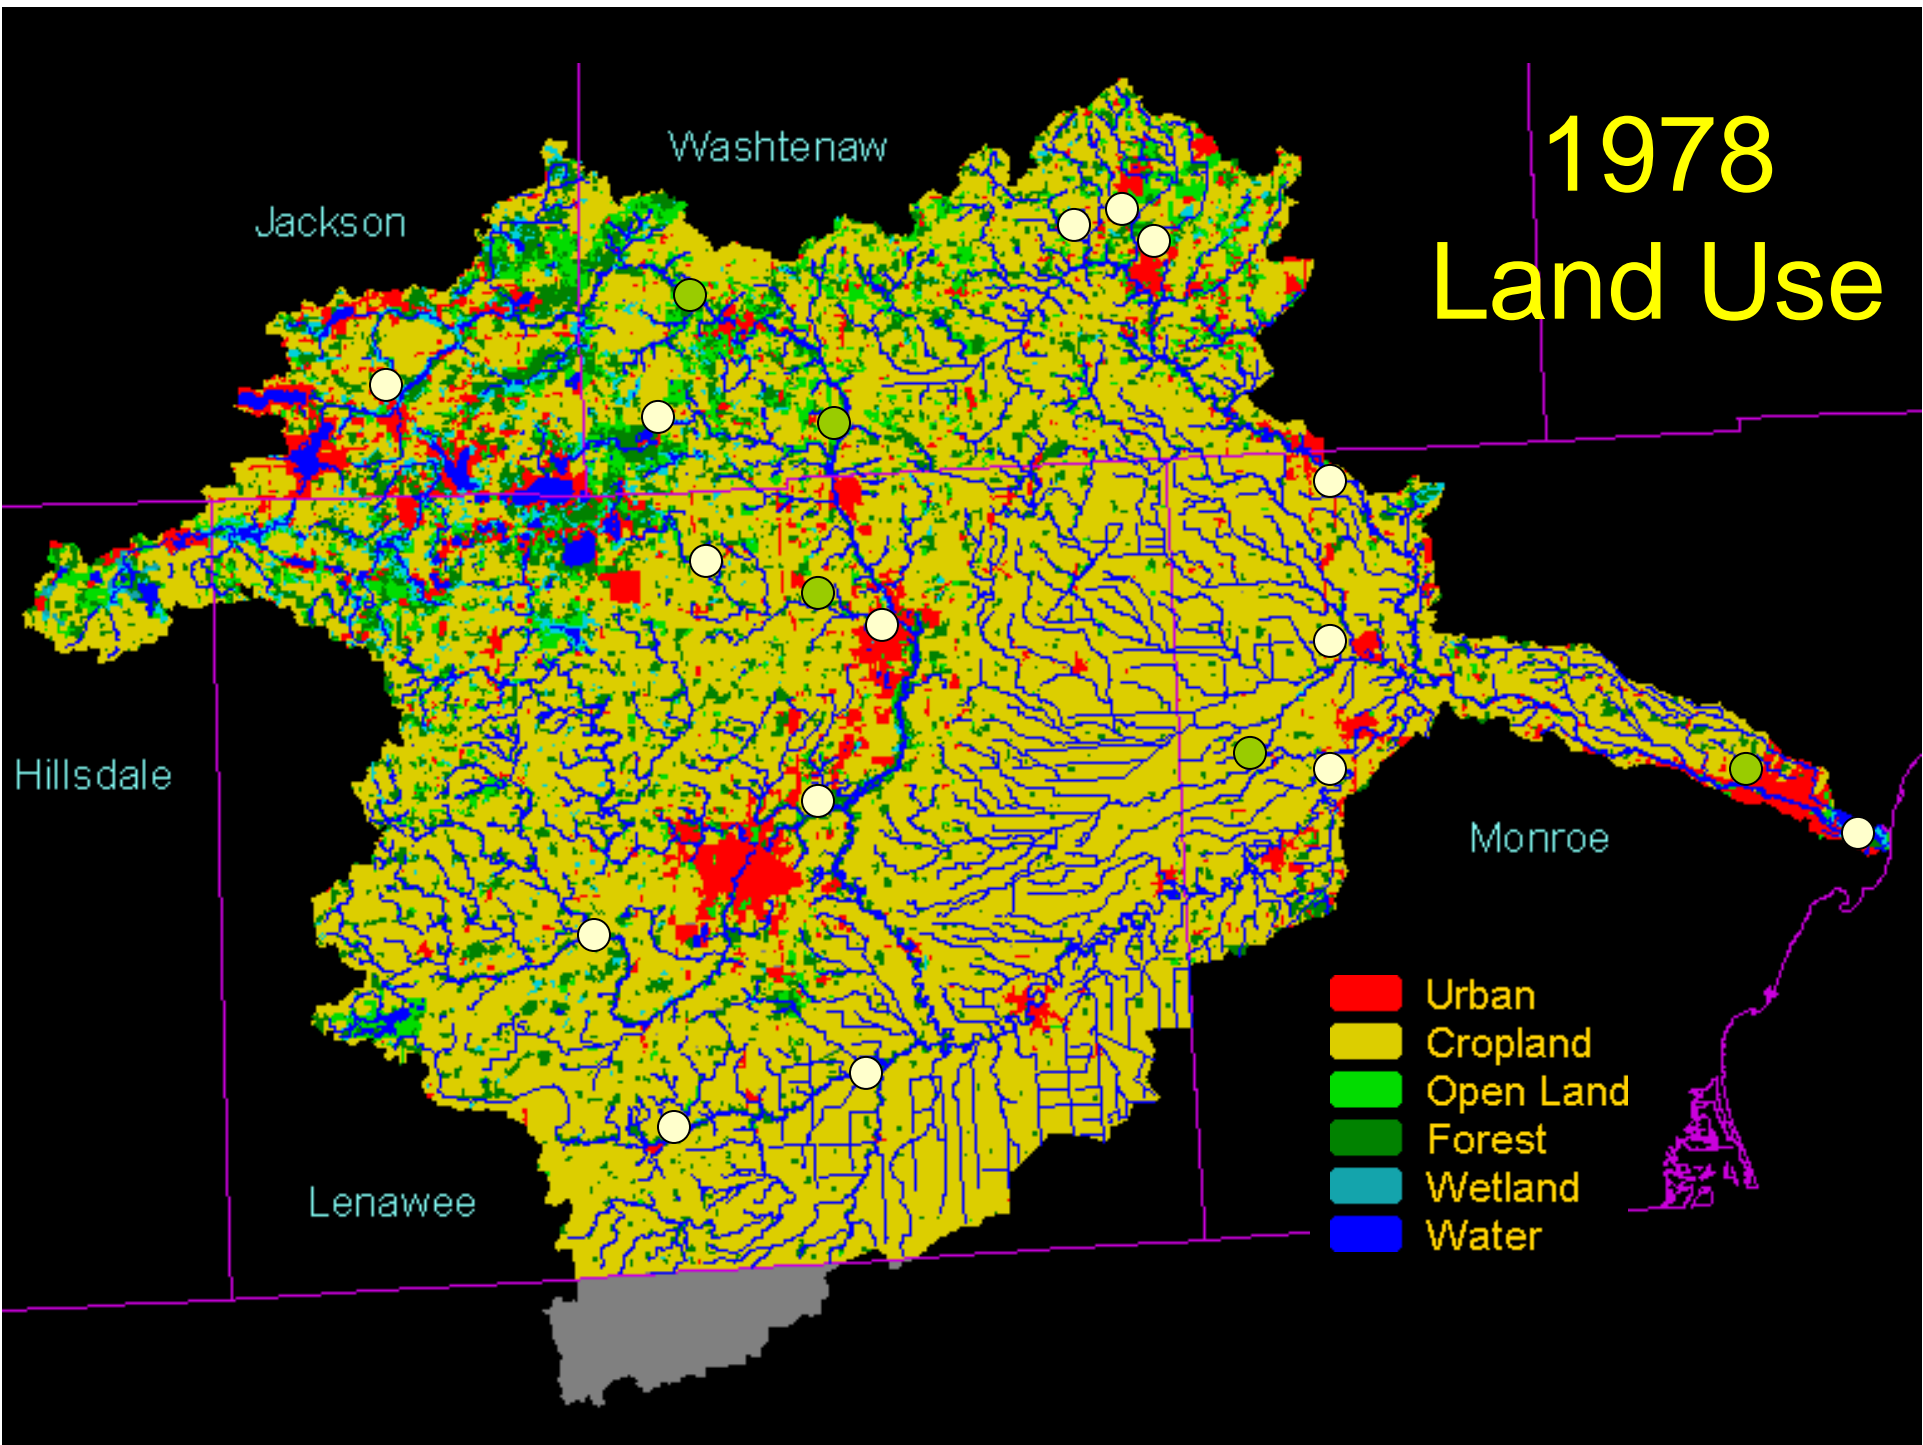 1978
Land Use
Washtenaw
Jackson
Hillsdale
Monroe
Lenawee
Urban
Cropland
Open Land
Forest
Wetland
Water